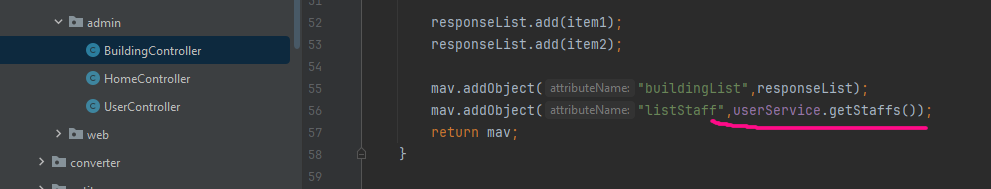 admin
BuildingController
HomeController
UserController
web
converter
52 responseList.add(item1);
53 responseList.add(item2);
54
55 mav.addObject( attributeName: "buildingList",responseList);
56 mav.addObject( attributeName: "listStaff",userService.getStaffs());
57 return mav;
58 }
59